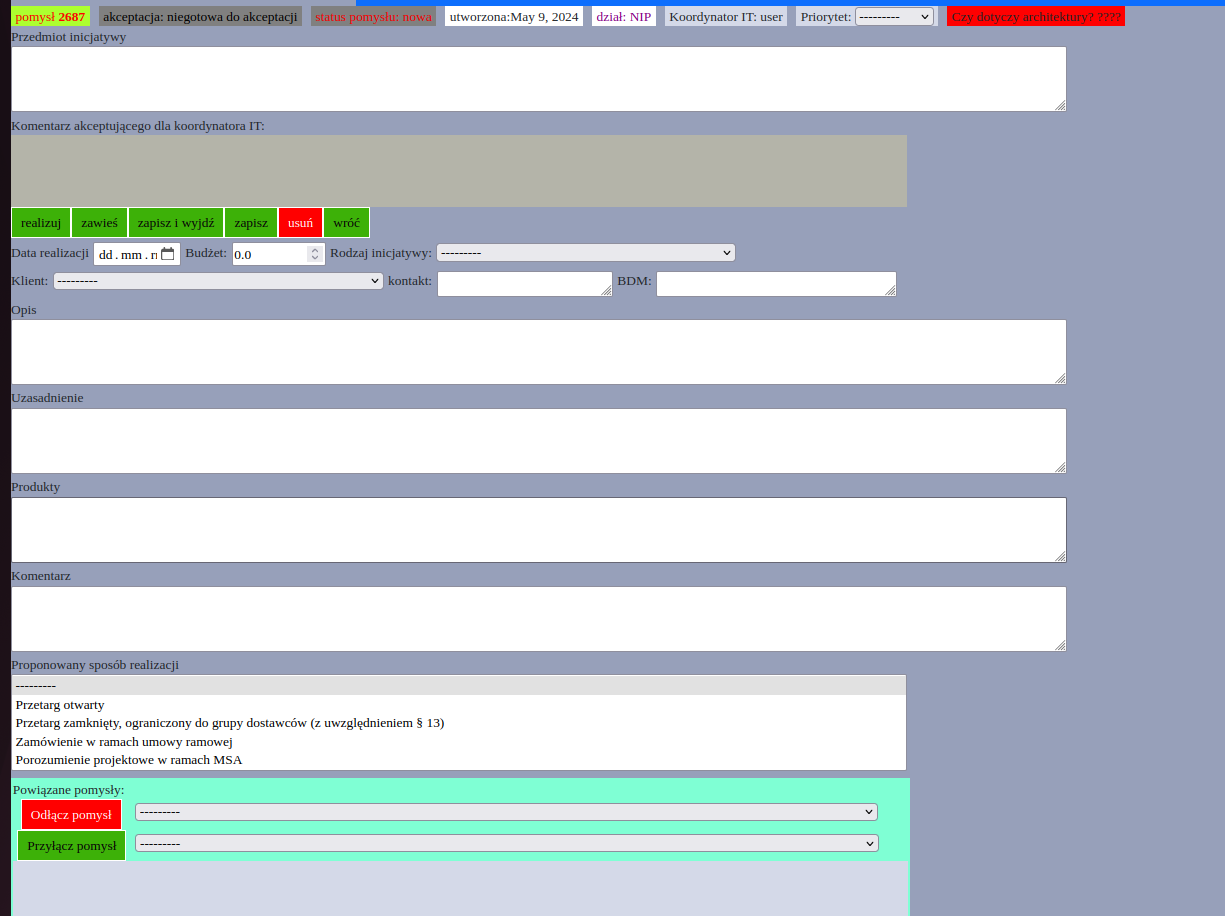 pomysł 2687 akceptacja: niegotowa do akceptacji status pomysłu: nowa utworzona:May 9, 2024 dział: NIP Koordynator IT: user Priorytet: --------- Czy dotyczy architektury? ????
Przedmiot inicjatywy
Komentarz akceptującego dla koordynatora IT:
realizuj zawieś zapisz i wyjdź zapisz usuń wróć
Data realizacji dd.mm.r Budżet: 0.0 Rodzaj inicjatywy: ---------
Klient: --------- kontakt: BDM:
Opis
Uzasadnienie
Produkty
Komentarz
Proponowany sposób realizacji
---------
Przetarg otwarty
Przetarg zamknięty, ograniczony do grupy dostawców (z uwzględnieniem § 13)
Zamówienie w ramach umowy ramowej
Porozumienie projektowe w ramach MSA
Powiązane pomysły:
Odłącz pomysł ---------
Przyłącz pomysł ---------